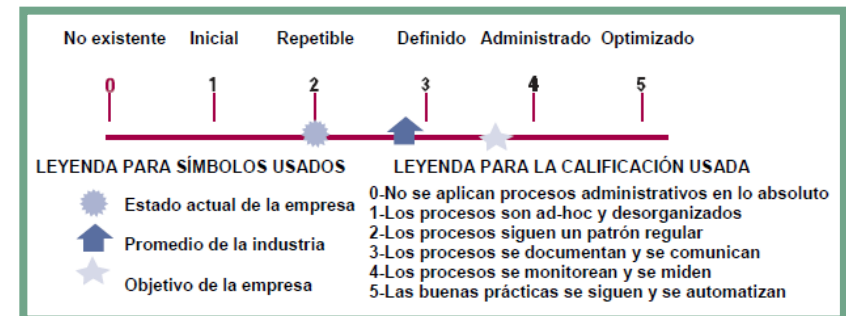 No existente Inicial Repetible Definido Administrado Optimizado
0 1 2 3 4 5
LEYENDA PARA SÍMBOLOS USADOS
Estado actual de la empresa
Promedio de la industria
Objetivo de la empresa
LEYENDA PARA LA CALIFICACIÓN USADA
0-No se aplican procesos administrativos en lo absoluto
1-Los procesos son ad-hoc y desorganizados
2-Los procesos siguen un patrón regular
3-Los procesos se documentan y se comunican
4-Los procesos se monitorean y se miden
5-Las buenas prácticas se siguen y se automatizan